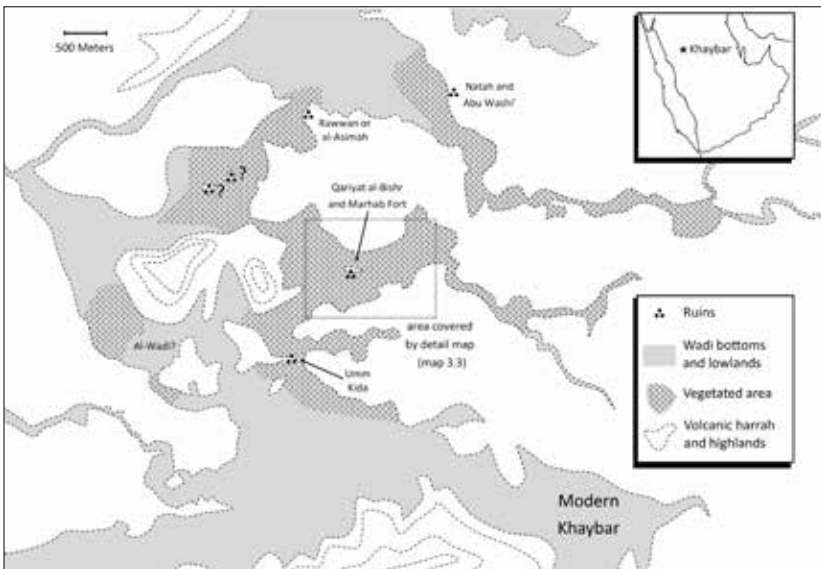 500 Meters
Khaybar
Natah and
Abu Washi'
Rawwan or
al-Asimah
?
?
Qariyat al-Bishr
and Marhab Fort
area covered
by detail map
(map 3.3)
Al-Wadi?
Umm
Kida
Ruins
Wadi bottoms
and lowlands
Vegetated area
Volcanic harrah
and highlands
Modern
Khaybar